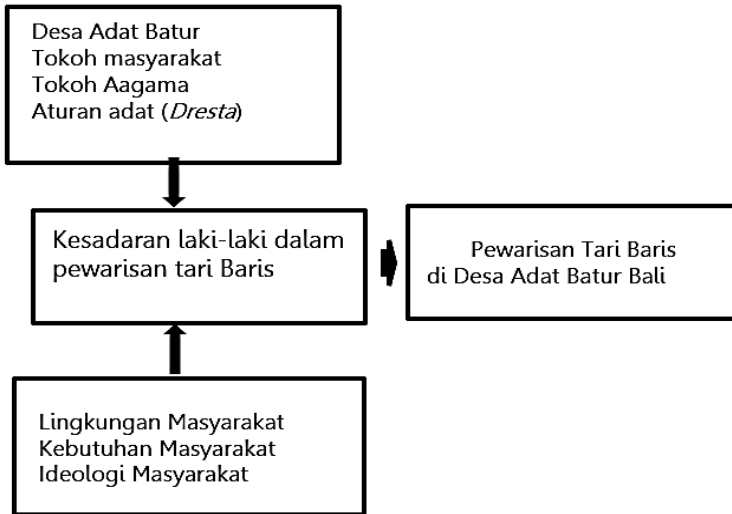 Desa Adat Batur
Tokoh masyarakat
Tokoh Aagama
Aturan adat (Dresta)
Kesadaran laki-laki dalam
pewarisan tari Baris
Pewarisan Tari Baris
di Desa Adat Batur Bali
Lingkungan Masyarakat
Kebutuhan Masyarakat
Ideologi Masyarakat